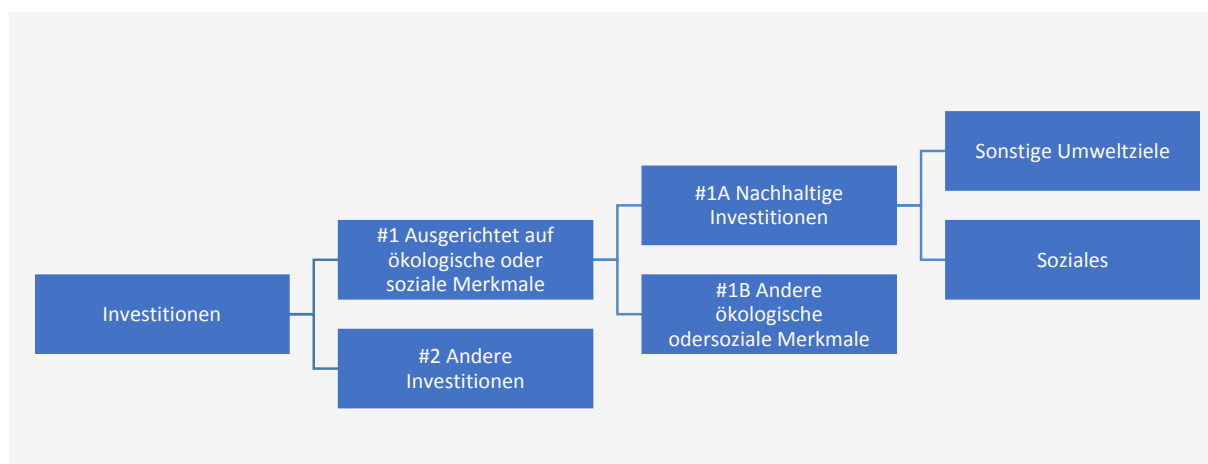 Investitionen
#1 Ausgerichtet auf
ökologische oder
soziale Merkmale
#2 Andere
Investitionen
#1A Nachhaltige
Investitionen
#1B Andere
ökologische
odersoziale Merkmale
Sonstige Umweltziele
Soziales